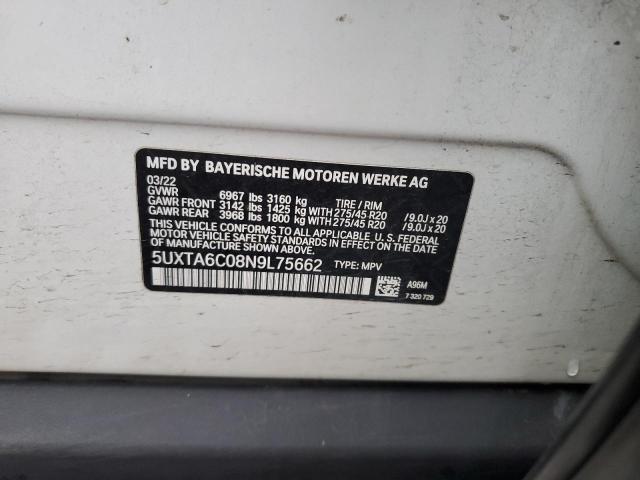 MFD BY BAYERISCHE MOTOREN WERKE AG
03/22 TIRE / RIM
GVWR 6967 lbs 3160 kg
GAWR FRONT 3142 lbs 1425 kg WITH 275/45 R20 /9.0J x 20
GAWR REAR 3968 lbs 1800 kg WITH 275/45 R20 /9.0J x 20
THIS VEHICLE CONFORMS TO ALL APPLICABLE U.S. FEDERAL
MOTOR VEHICLE SAFETY STANDARDS IN EFFECT ON THE DATE OF
MANUFACTURE SHOWN ABOVE.
5UXTA6C08N9L75662 TYPE: MPV
A96M
7 320 729